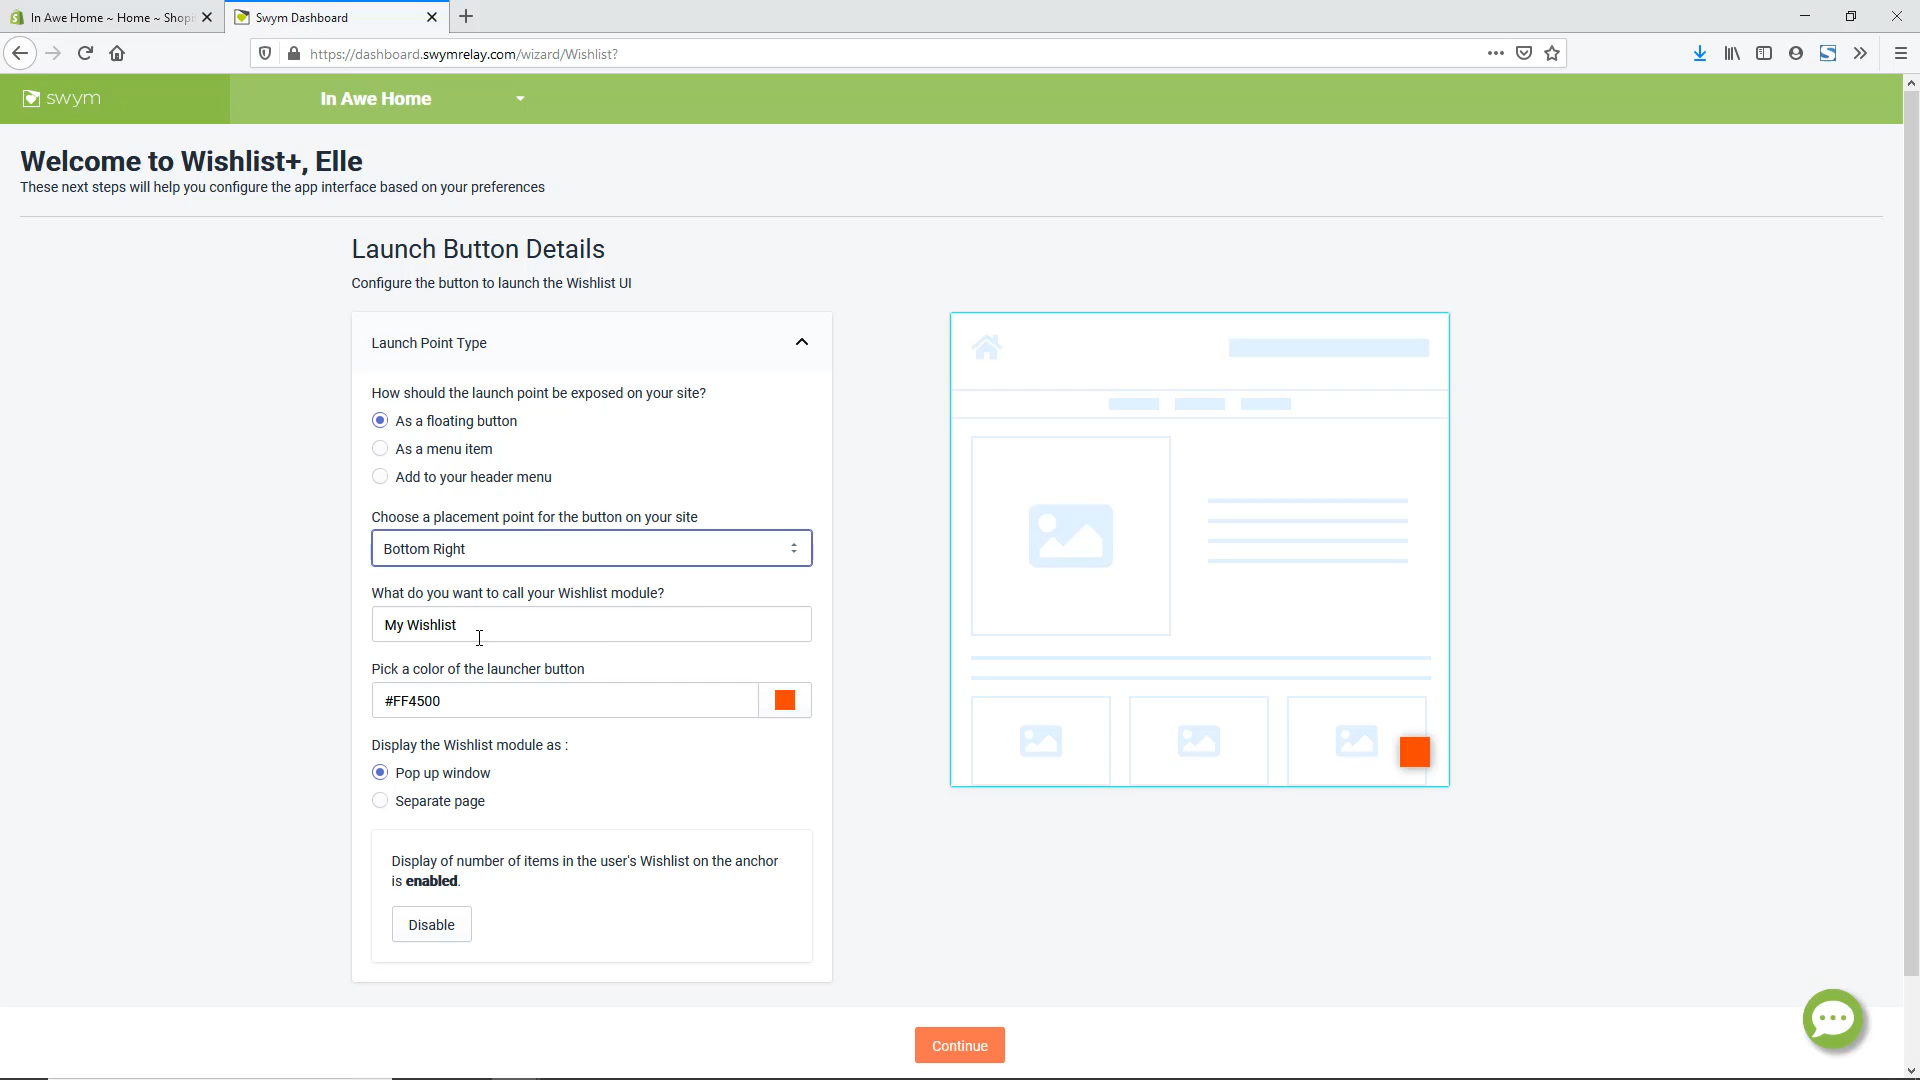 In Awe Home ~ Home ~ Shopi
Swym Dashboard
https://dashboard.swymrelay.com/wizard/Wishlist?
swym
In Awe Home
Welcome to Wishlist+, Elle
These next steps will help you configure the app interface based on your preferences
Launch Button Details
Configure the button to launch the Wishlist UI
Launch Point Type
How should the launch point be exposed on your site?
As a floating button
As a menu item
Add to your header menu
Choose a placement point for the button on your site
Bottom Right
What do you want to call your Wishlist module?
My Wishlist
Pick a color of the launcher button
#FF4500
Display the Wishlist module as :
Pop up window
Separate page
Display of number of items in the user's Wishlist on the anchor
is enabled.
Disable
Continue